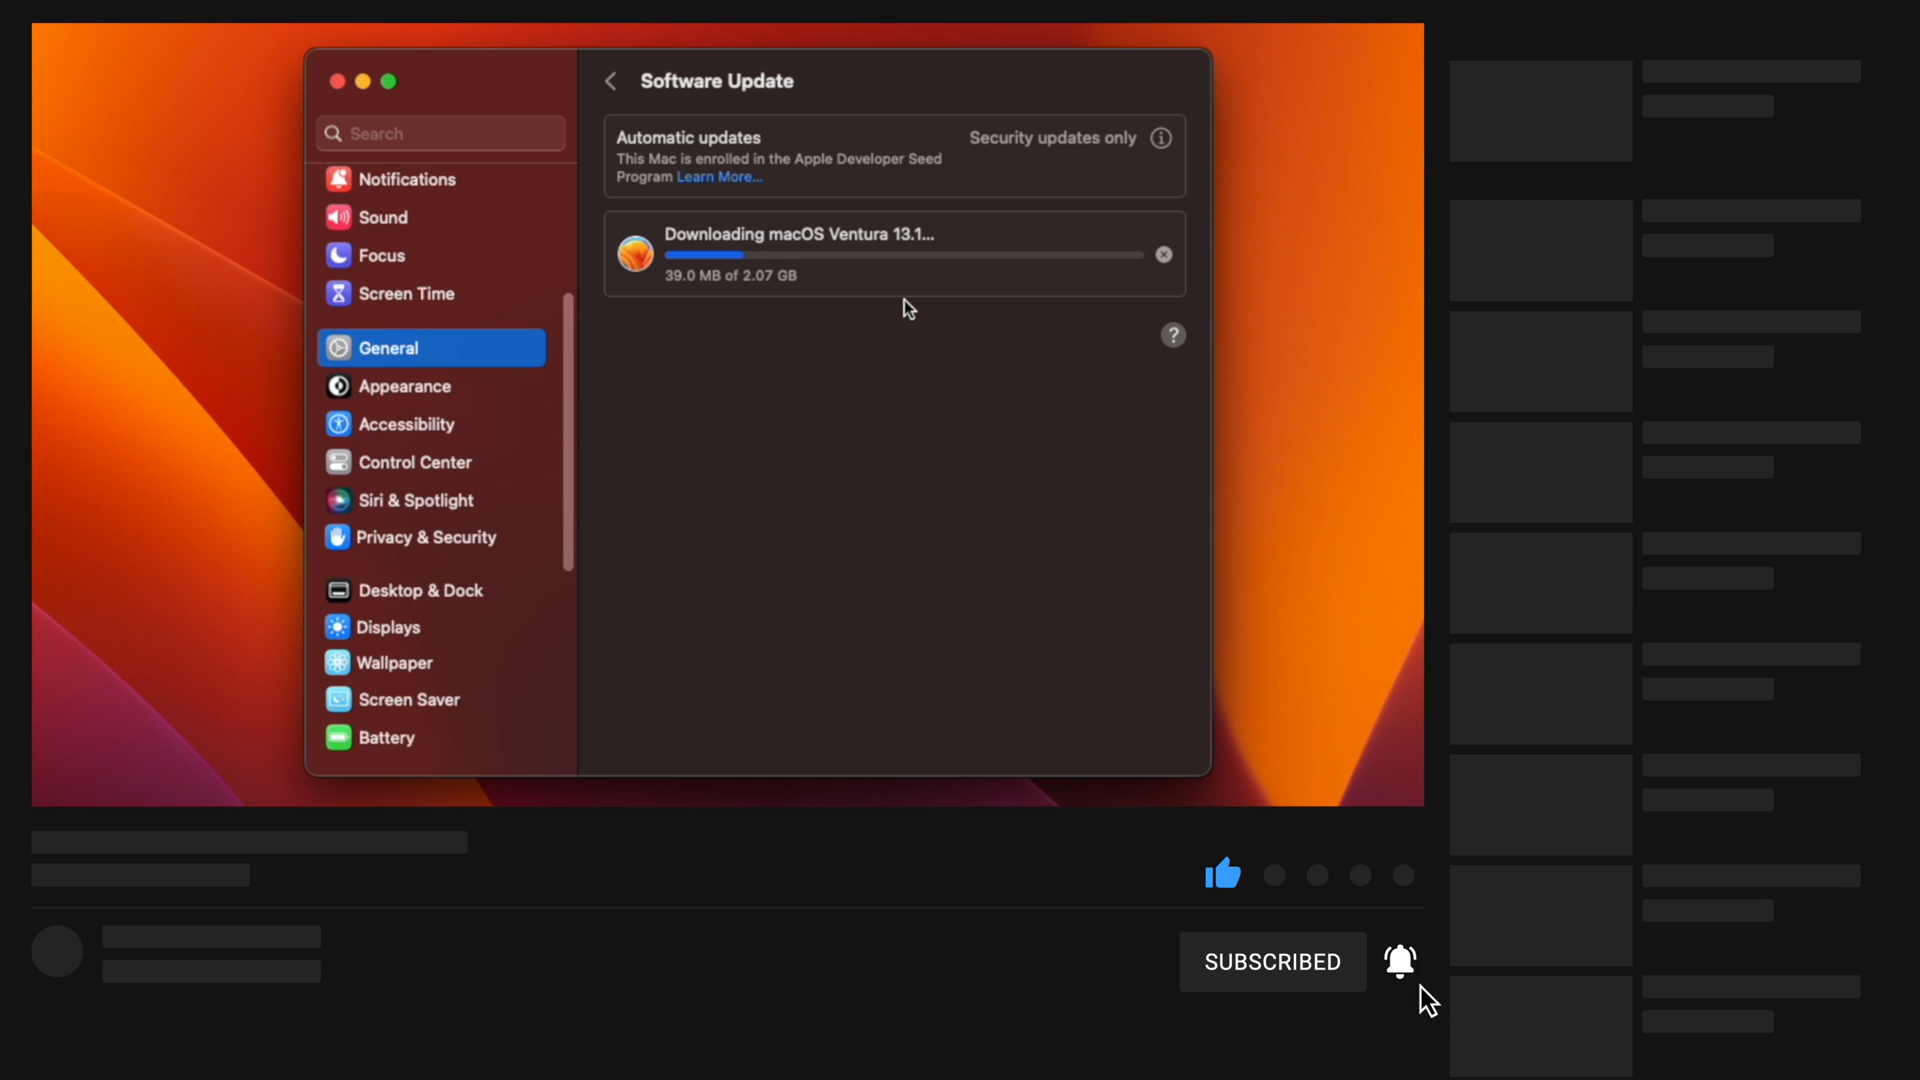 Search
Notifications
Sound
Focus
Screen Time
General
Appearance
Accessibility
Control Center
Siri & Spotlight
Privacy & Security
Desktop & Dock
Displays
Wallpaper
Screen Saver
Battery
Software Update
Automatic updates
Security updates only
This Mac is enrolled in the Apple Developer Seed
Program Learn More...
Downloading macOS Ventura 13.1...
39.0 MB of 2.07 GB
?
SUBSCRIBED